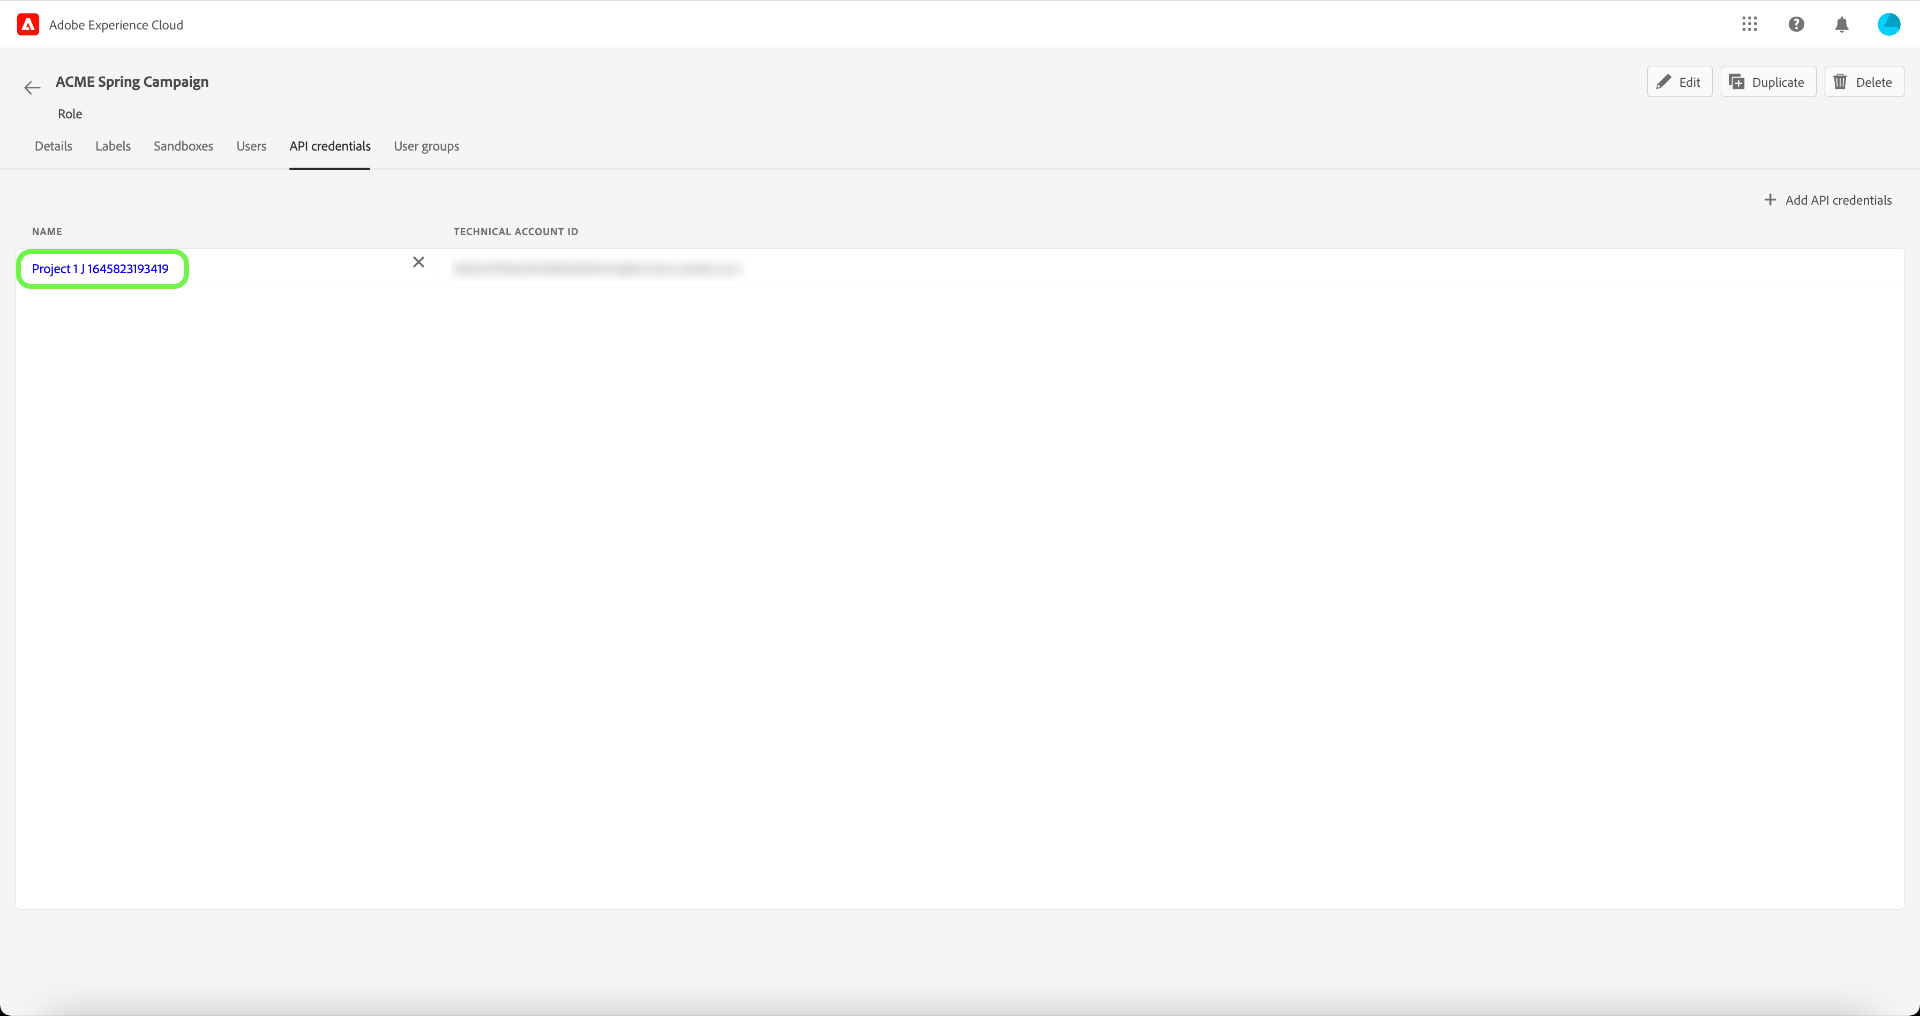 Adobe Experience Cloud
ACME Spring Campaign
Edit
Duplicate
Delete
Role
Details
Labels
Sandboxes
Users
API credentials
User groups
Add API credentials
NAME
TECHNICAL ACCOUNT ID
Project 1 J 1645823193419